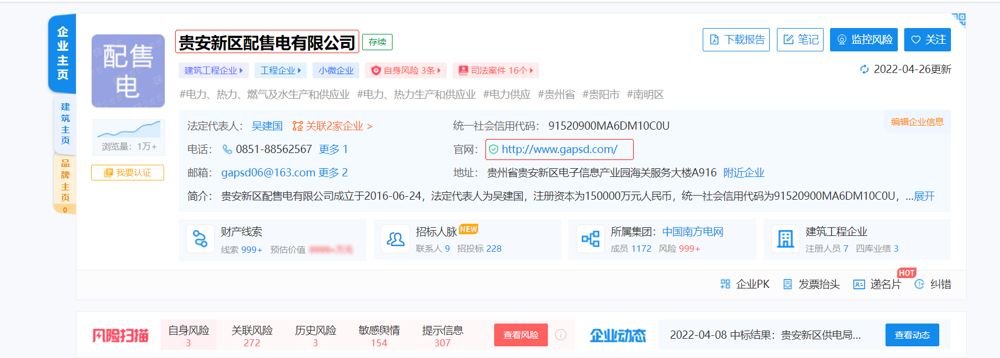 企业主页
建筑主页
品牌主页
0
配售电
浏览量：1万+
我要认证
贵安新区配售电有限公司 存续
下载报告 笔记 监控风险 关注
建筑工程企业 工程企业 小微企业 自身风险 3条 司法案件 16个
2022-04-26更新
#电力、热力、燃气及水生产和供应业 #电力、热力生产和供应业 #电力供应 #贵州省 #贵阳市 #南明区
编辑企业信息
法定代表人： 吴建国 关联2家企业 > 统一社会信用代码： 91520900MA6DM10C0U
电话： 0851-88562567 更多 1 官网： http://www.gapsd.com/
邮箱： gapsd06@163.com 更多 2 地址： 贵州省贵安新区电子信息产业园海关服务大楼A916 附近企业
简介： 贵安新区配售电有限公司成立于2016-06-24，法定代表人为吴建国，注册资本为150000万元人民币，统一社会信用代码为91520900MA6DM10C0U，...展开
财产线索 招标人脉 NEW 所属集团：中国南方电网 建筑工程企业
线索 999+ 预估价值 联系人 9 招投标 228 成员 1172 风险 999+ 注册人员 7 四库业绩 3
企业PK 发票抬头 递名片 HOT 纠错
风险扫描 自身风险 关联风险 历史风险 敏感舆情 提示信息 查看风险 企业动态 2022-04-08 中标结果：贵安新区供电局... 查看动态
3 272 3 154 307